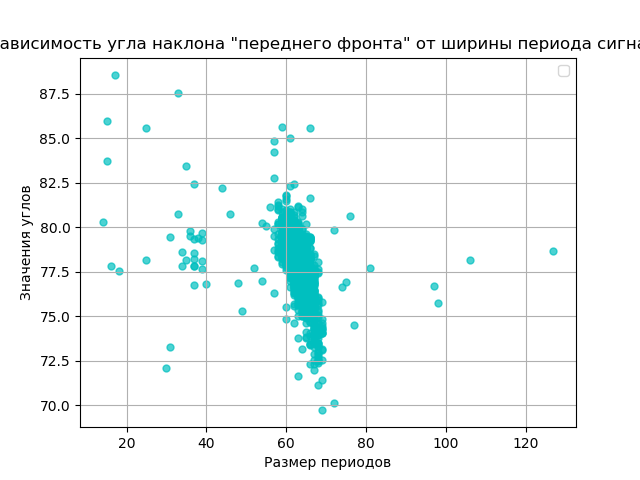 ависимость угла наклона "переднего фронта" от ширины периода сигна
87.5
85.0
82.5
80.0
77.5
75.0
72.5
70.0
Значения углов
20 40 60 80 100 120
Размер периодов